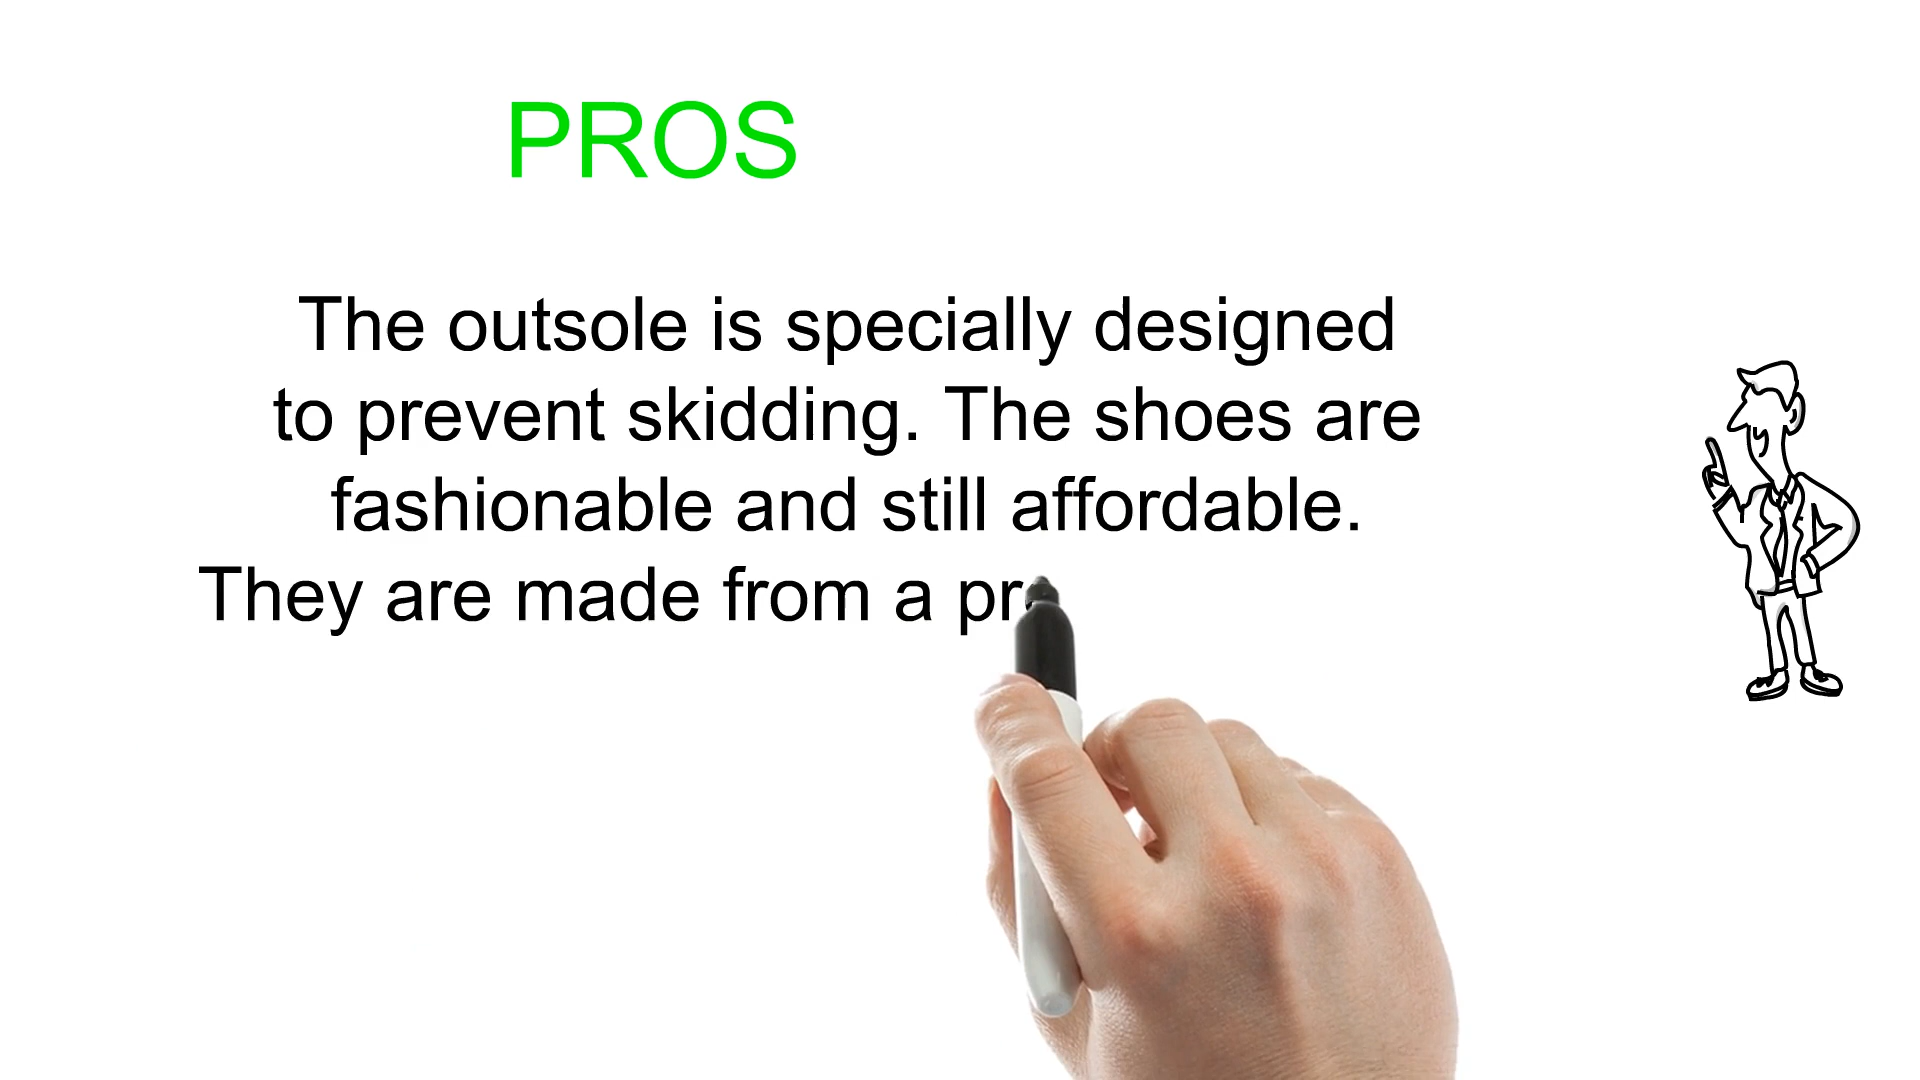 PROS
The outsole is specially designed
to prevent skidding. The shoes are
fashionable and still affordable.
They are made from a pr